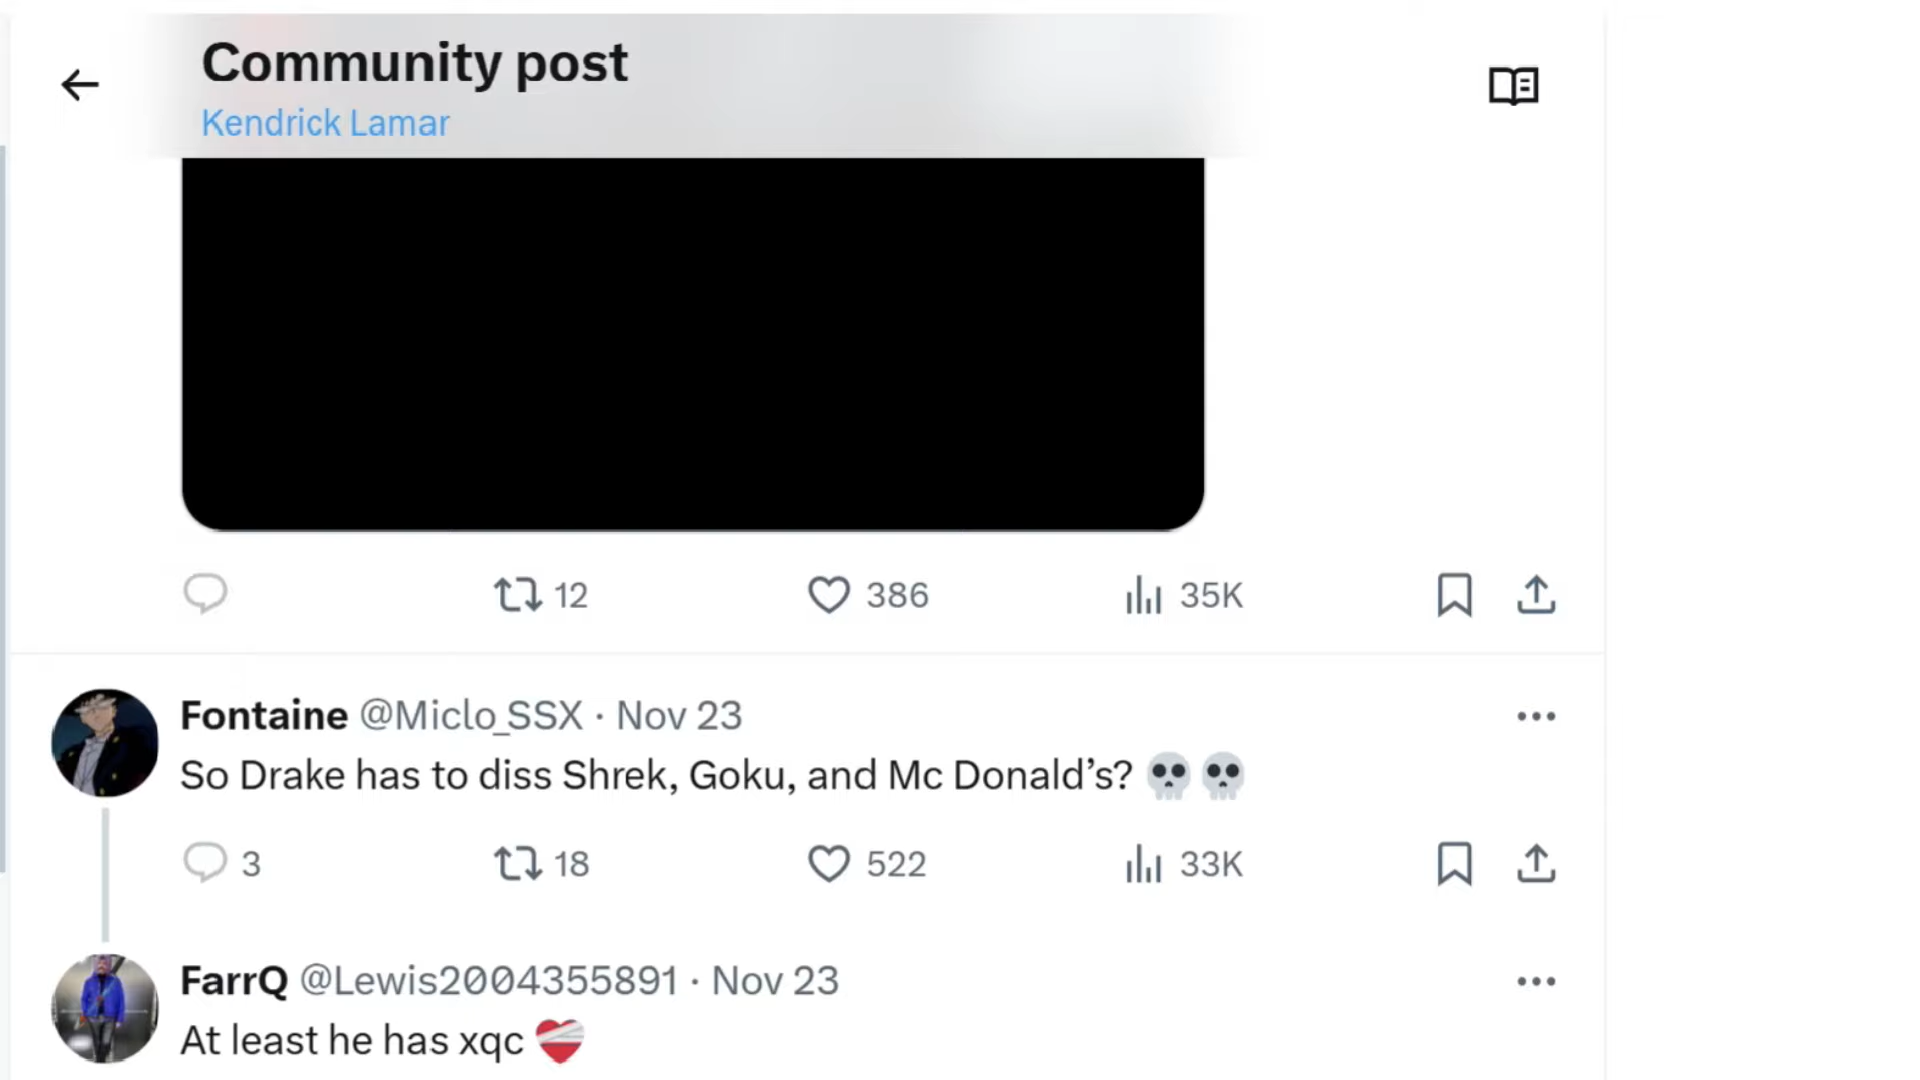 Community post
Kendrick Lamar
12 386 35K
Fontaine @Miclo_SSX · Nov 23
So Drake has to diss Shrek, Goku, and Mc Donald’s? 💀💀
3 18 522 33K
FarrQ @Lewis2004355891 · Nov 23
At least he has xqc ❤️‍🩹